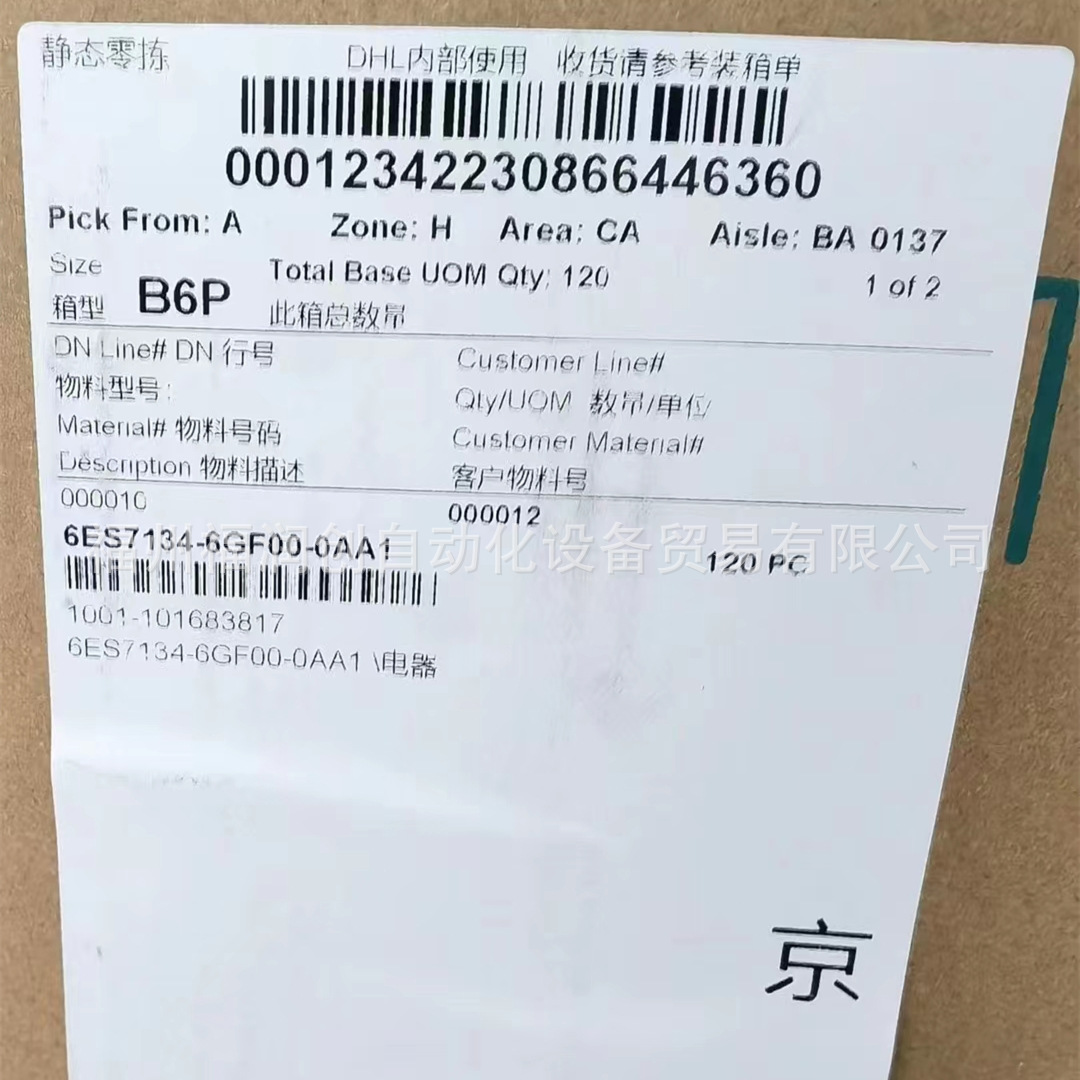 静态零拣 DHL内部使用 收货请参考装箱单
00012342230866446360
Pick From: A Zone: H Area: CA Aisle: BA 0137
Size Total Base UOM Qty: 120 1 of 2
箱型 B6P 此箱总数量
DN Line# DN 行号 Customer Line#
物料型号: Qty/UOM 数量/单位
Material# 物料号码 Customer Material#
Description 物料描述 客户物料号
000010 000012
6ES7134-6GF00-0AA1 120 PC
福润创自动化设备贸易有限公司
1001-101683817
6ES7134-6GF00-0AA1 \电器
京